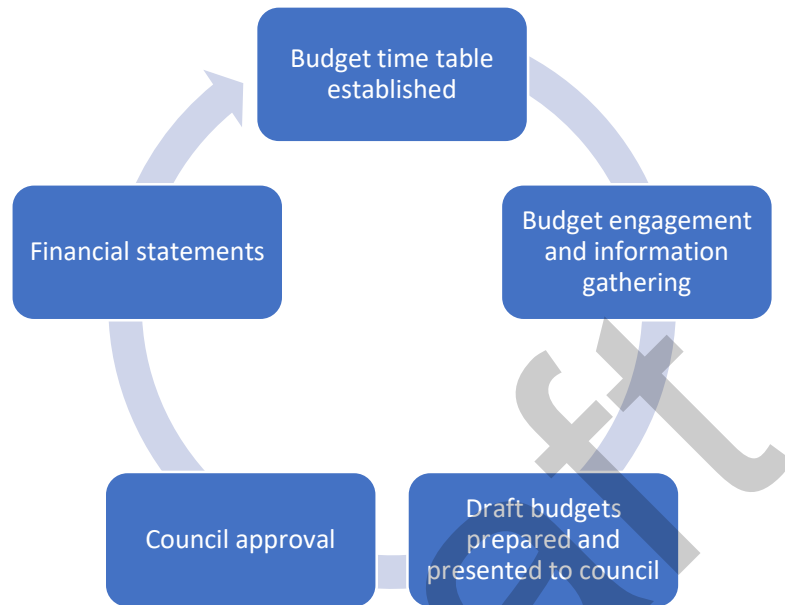 Budget time table
established
Budget engagement
and information
gathering
Draft budgets
prepared and
presented to council
Council approval
Financial statements